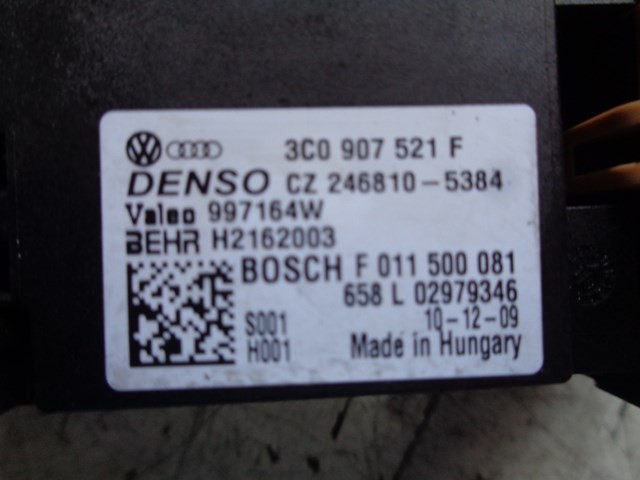 3C0 907 521 F
DENSO CZ 246810-5384
Valeo 997164W
BEHR H2162003
BOSCH F 011 500 081
658 L 02979346
S001 10-12-09
H001 Made in Hungary